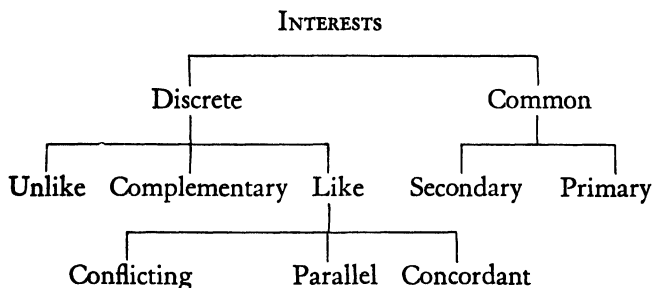 INTERESTS
Discrete Common
Unlike Complementary Like Secondary Primary
Conflicting Parallel Concordant